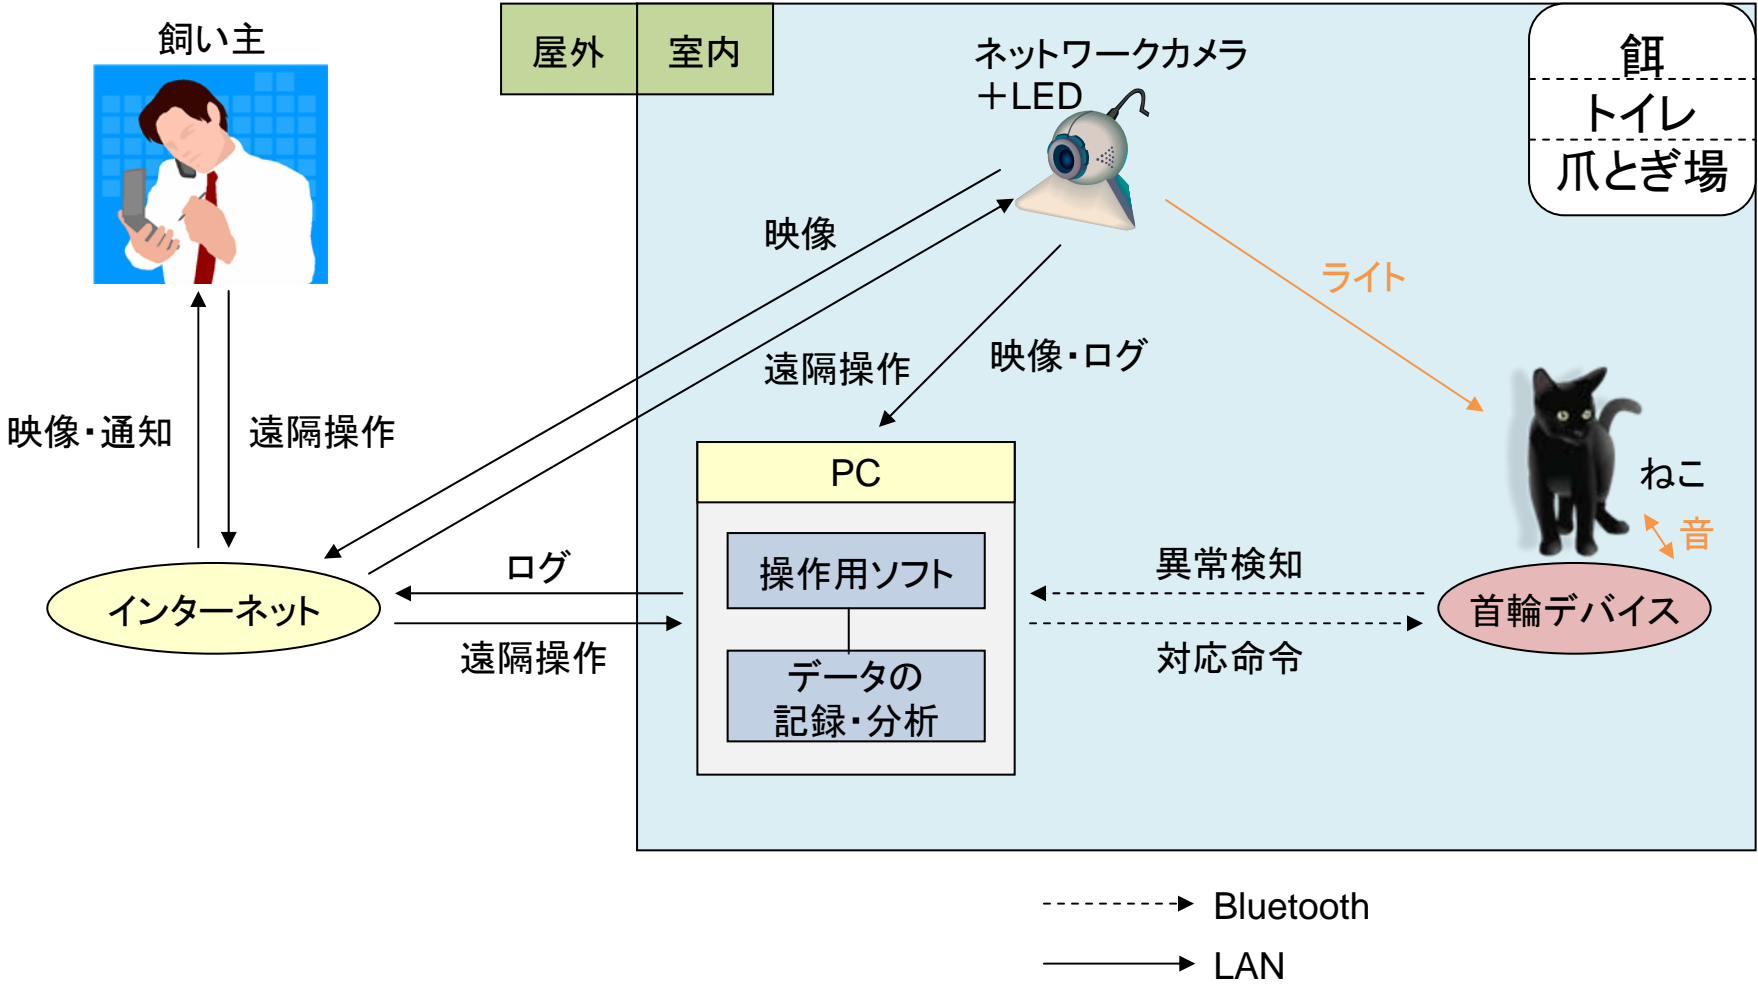 飼い主
屋外
室内
ネットワークカメラ
＋LED
餌
トイレ
爪とぎ場
映像
ライト
遠隔操作
映像・ログ
映像・通知
遠隔操作
PC
ねこ
音
操作用ソフト
データの
記録・分析
ログ
遠隔操作
インターネット
異常検知
対応命令
首輪デバイス
Bluetooth
LAN